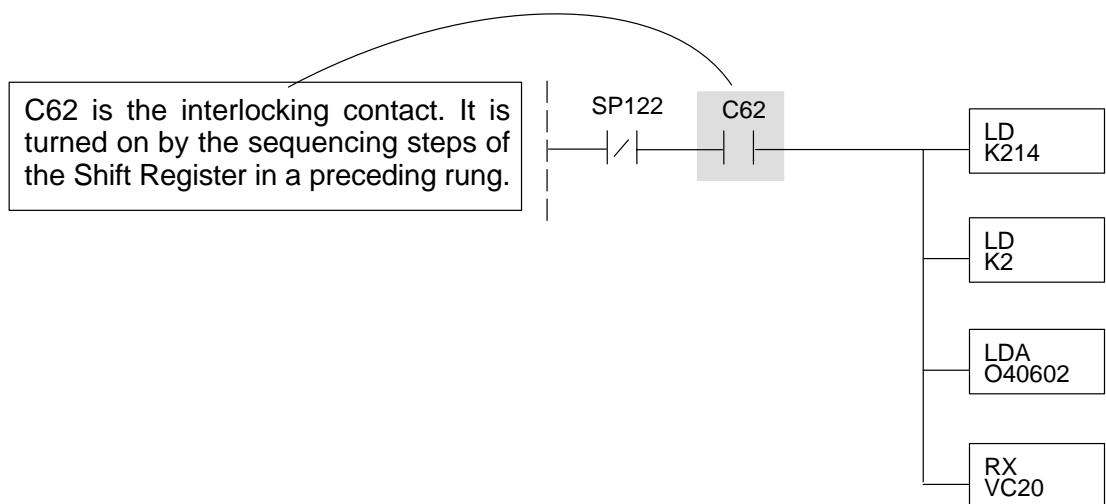 C62 is the interlocking contact. It is
turned on by the sequencing steps of
the Shift Register in a preceding rung.
SP122
C62
LD
K214
LD
K2
LDA
O40602
RX
VC20